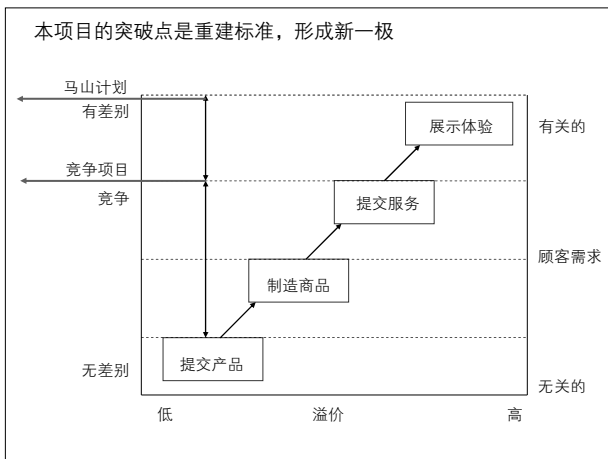 本项目的突破点是重建标准，形成新一极
马山计划
有差别
展示体验
有关的
竞争项目
竞争
提交服务
顾客需求
制造商品
无差别
提交产品
无关的
低
溢价
高